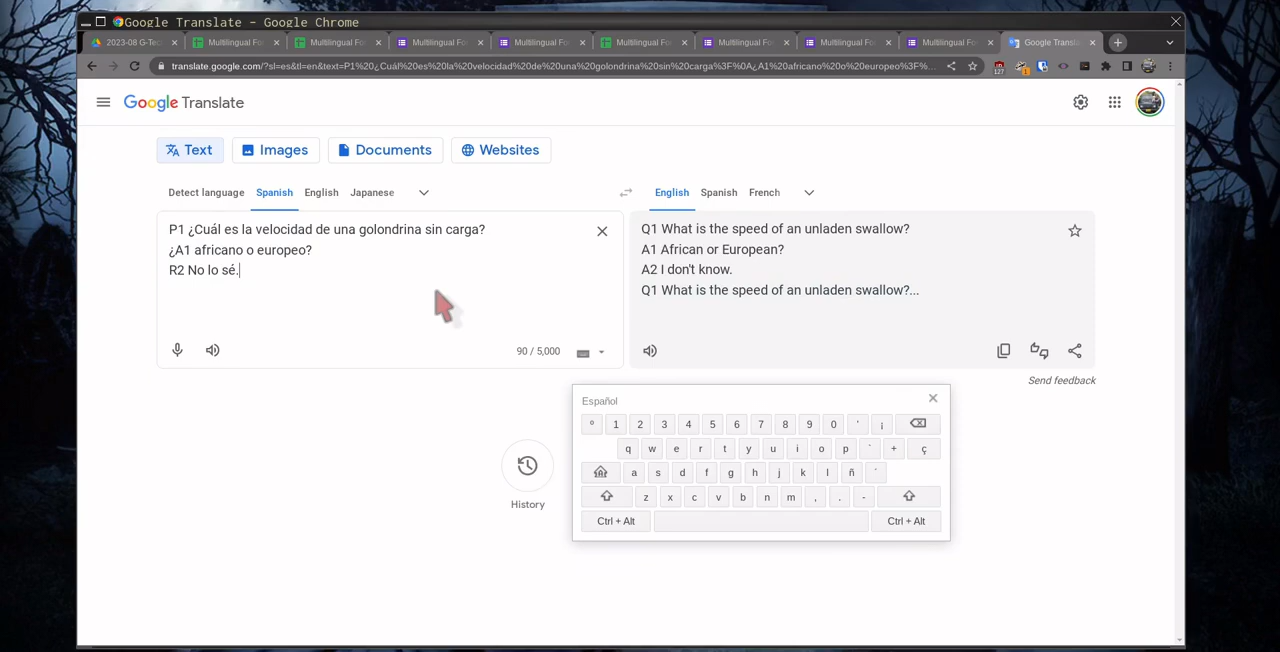 Google Translate - Google Chrome
2023-08 G-Tec
Multilingual Fo
Multilingual Fo
Multilingual Fo
Multilingual Fo
Multilingual Fo
Multilingual Fo
Multilingual Fo
Multilingual Fo
Google Transla
translate.google.com/?sl=es&tl=en&text=P1%20¿Cuál%20es%20la%20velocidad%20de%20una%20golondrina%20sin%20carga%3F%0A¿A1%20africano%20o%20europeo%3F%...
127
1
Google Translate
Text
Images
Documents
Websites
Detect language Spanish English Japanese
English Spanish French
P1 ¿Cuál es la velocidad de una golondrina sin carga?
¿A1 africano o europeo?
R2 No lo sé.
90 / 5,000
Q1 What is the speed of an unladen swallow?
A1 African or European?
A2 I don't know.
Q1 What is the speed of an unladen swallow?...
Send feedback
History
Español
º 1 2 3 4 5 6 7 8 9 0 ' ¡
q w e r t y u i o p ` + ç
a s d f g h j k l ñ ´
z x c v b n m , . -
Ctrl + Alt Ctrl + Alt